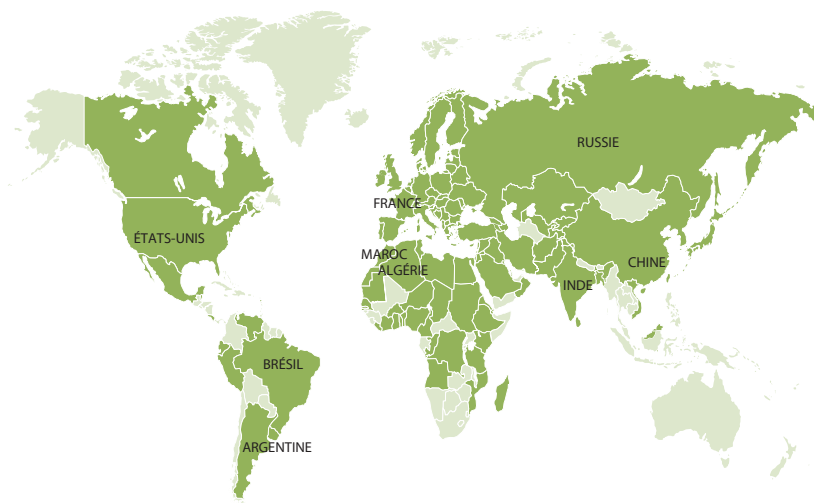 RUSSIE
FRANCE
ÉTATS-UNIS
MAROC
ALGÉRIE
CHINE
INDE
BRÉSIL
ARGENTINE